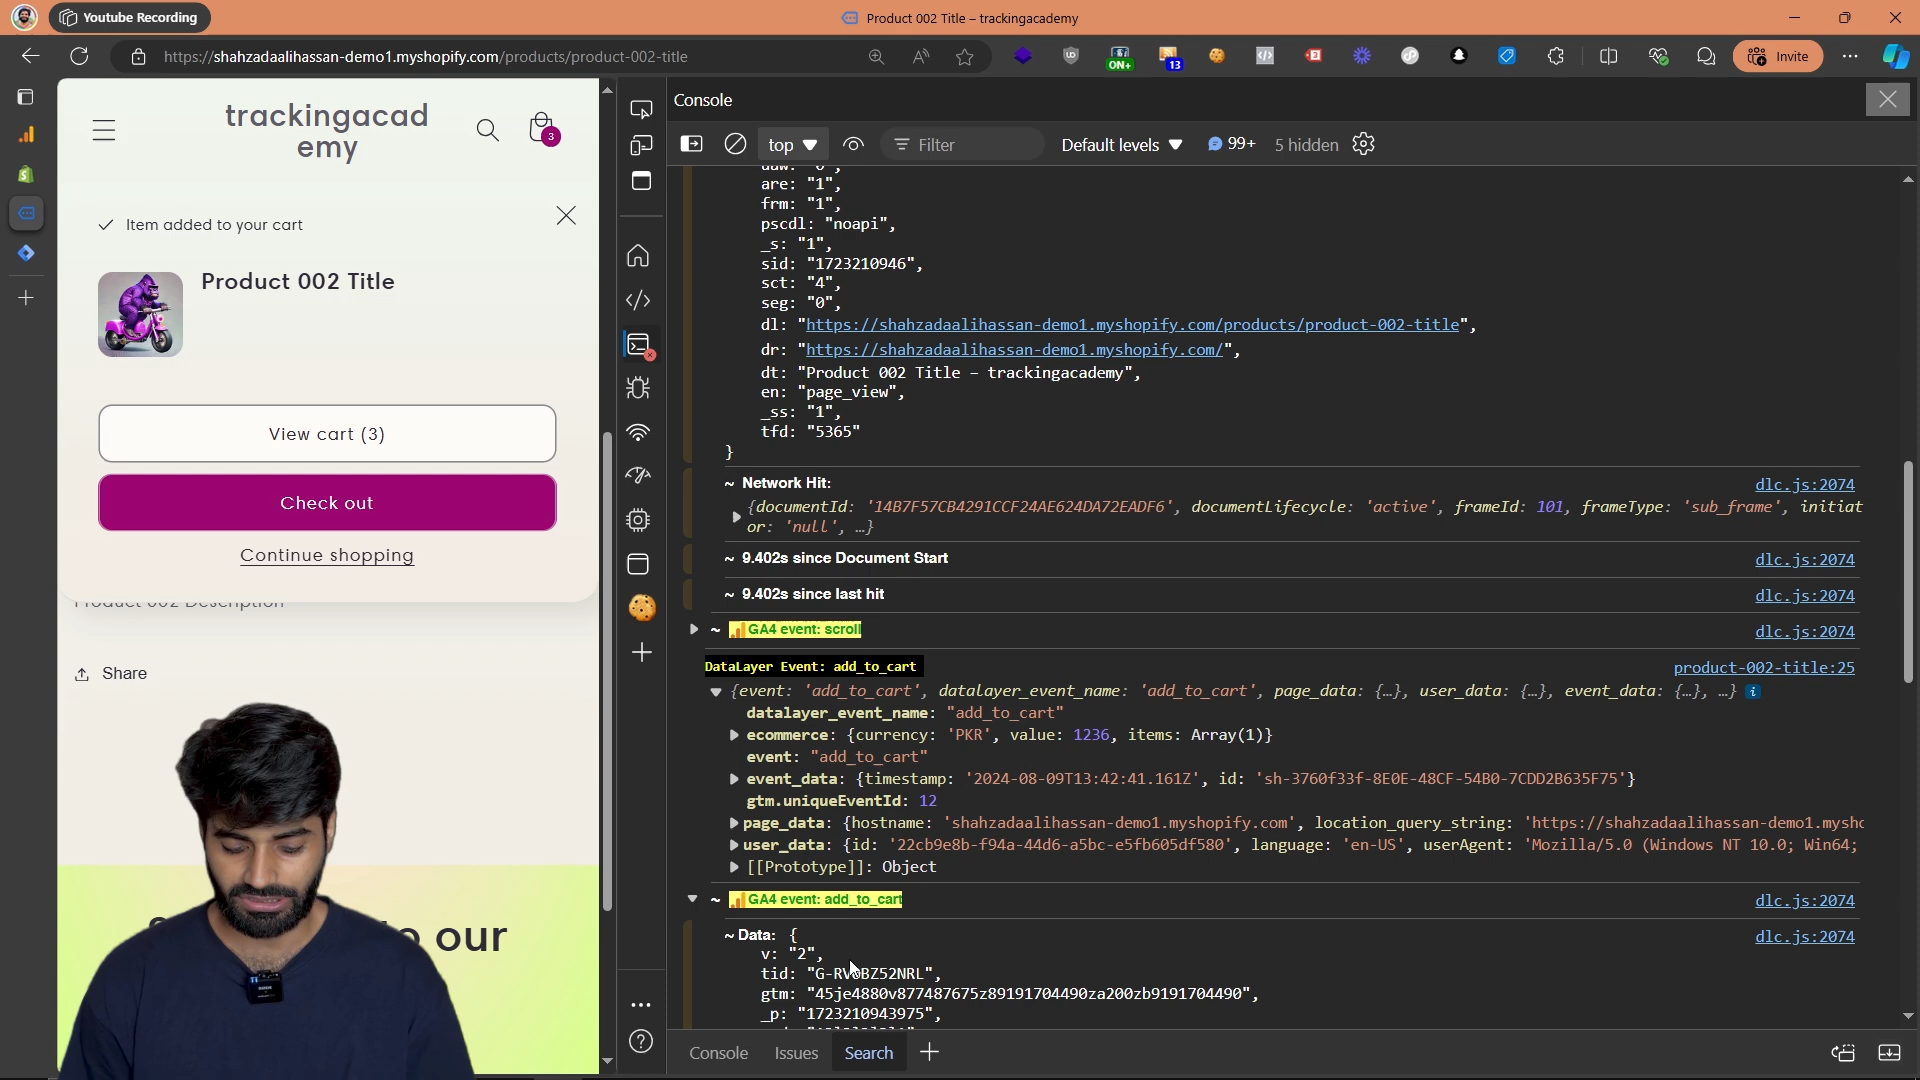 Youtube Recording
Product 002 Title – trackingacademy
https://shahzadaalihassan-demo1.myshopify.com/products/product-002-title
ON+
13
Invite
trackingacad
emy
3
Item added to your cart
Product 002 Title
View cart (3)
Check out
Continue shopping
Product 002 Description
Share
our
Console
top
Filter
Default levels
99+
5 hidden
are: "1",
frm: "1",
pscdl: "noapi",
_s: "1",
sid: "1723210946",
sct: "4",
seg: "0",
dl: "https://shahzadaalihassan-demo1.myshopify.com/products/product-002-title",
dr: "https://shahzadaalihassan-demo1.myshopify.com/",
dt: "Product 002 Title – trackingacademy",
en: "page_view",
_ss: "1",
tfd: "5365"
}
~ Network Hit: dlc.js:2074
{documentId: '14B7F57CB4291CCF24AE624DA72EADF6', documentLifecycle: 'active', frameId: 101, frameType: 'sub_frame', initiat
or: 'null', …}
~ 9.402s since Document Start dlc.js:2074
~ 9.402s since last hit dlc.js:2074
~ GA4 event: scroll dlc.js:2074
DataLayer Event: add_to_cart product-002-title:25
{event: 'add_to_cart', datalayer_event_name: 'add_to_cart', page_data: {…}, user_data: {…}, event_data: {…}, …} i
datalayer_event_name: "add_to_cart"
ecommerce: {currency: 'PKR', value: 1236, items: Array(1)}
event: "add_to_cart"
event_data: {timestamp: '2024-08-09T13:42:41.161Z', id: 'sh-3760f33f-8E0E-48CF-54B0-7CDD2B635F75'}
gtm.uniqueEventId: 12
page_data: {hostname: 'shahzadaalihassan-demo1.myshopify.com', location_query_string: 'https://shahzadaalihassan-demo1.mysho
user_data: {id: '22cb9e8b-f94a-44d6-a5bc-e5fb605df580', language: 'en-US', userAgent: 'Mozilla/5.0 (Windows NT 10.0; Win64;
[[Prototype]]: Object
~ GA4 event: add_to_cart dlc.js:2074
~ Data: { dlc.js:2074
v: "2",
tid:
gtm: "45je4880v877487675z89191704490za200zb9191704490",
_p: "1723210943975",
Console
Issues
Search